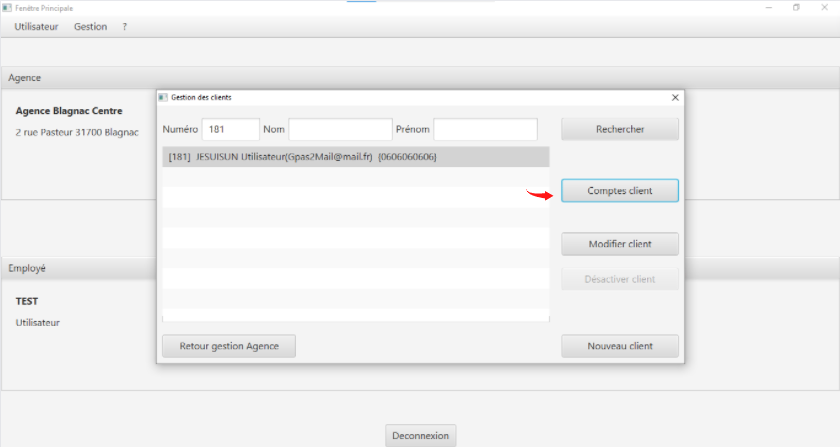 Fenêtre Principale
Utilisateur Gestion ?
Agence
Agence Blagnac Centre
2 rue Pasteur 31700 Blagnac
Gestion des clients
Numéro 181 Nom Prénom Rechercher
[181] JESUISUN Utilisateur(Gpas2Mail@mail.fr) (0606060606)
Comptes client
Modifier client
Désactiver client
Retour gestion Agence Nouveau client
Employé
TEST
Utilisateur
Deconnexion